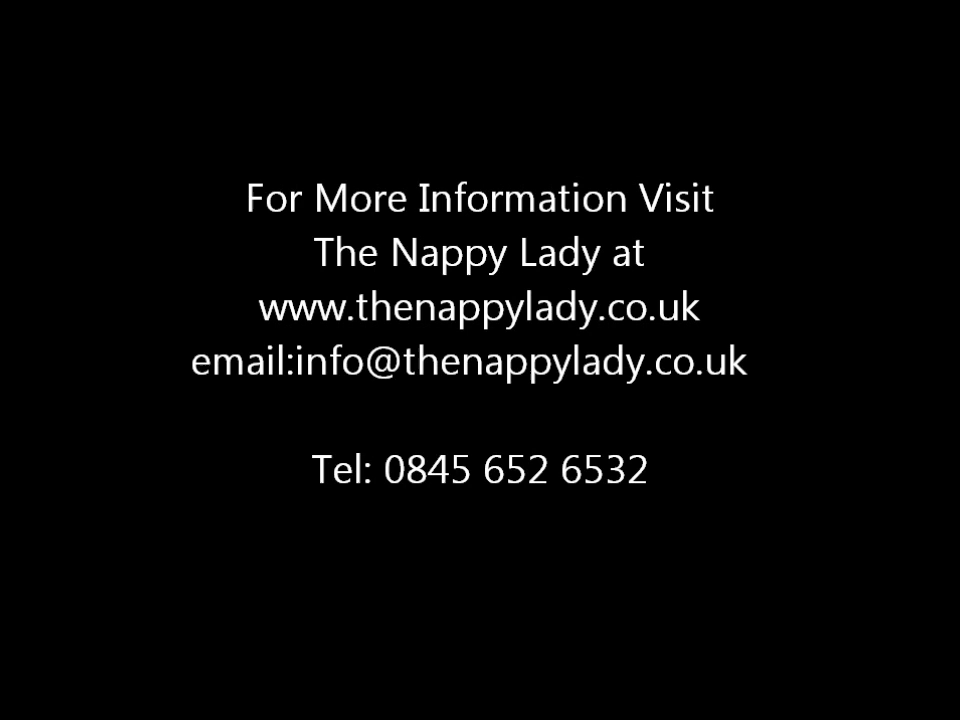 For More Information Visit
The Nappy Lady at
www.thenappylady.co.uk
email:info@thenappylady.co.uk
Tel: 0845 652 6532